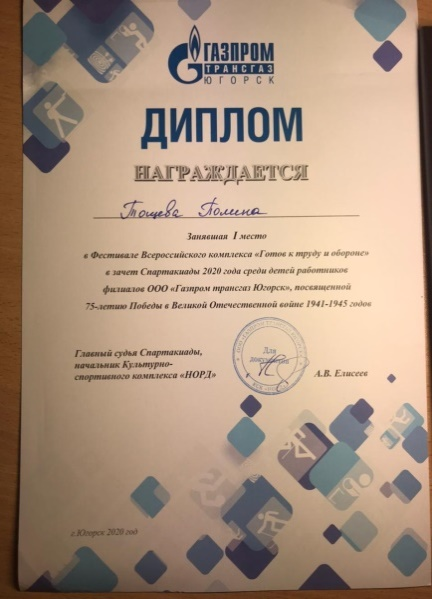 ГАЗПРОМ
ТРАНСГАЗ
ЮГОРСК
ДИПЛОМ
НАГРАЖДАЕТСЯ
Тощева Полина
Занявшая I место
в Фестивале Всероссийского комплекса «Готов к труду и обороне»
в зачет Спартакиады 2020 года среди детей работников
филиалов ООО «Газпром трансгаз Югорск», посвященной
75-летию Победы в Великой Отечественной войне 1941-1945 годов
Главный судья Спартакиады,
начальник Культурно-
спортивного комплекса «НОРД»
Для
А.В. Елисеев
г.Югорск 2020 год